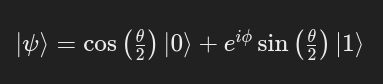 |ψ⟩ = cos (θ/2) |0⟩ + e^{iϕ} sin (θ/2) |1⟩